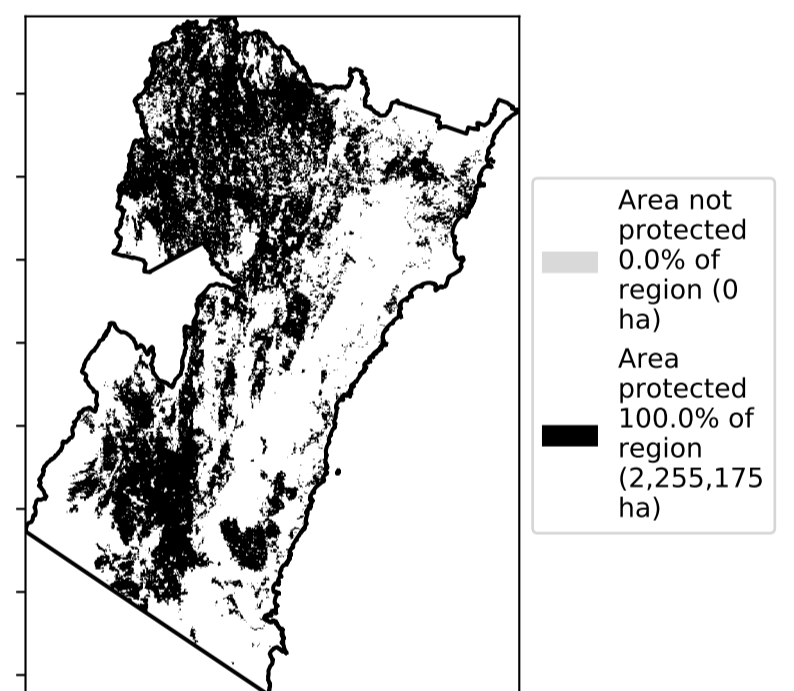 Area not
protected
0.0% of
region (0
ha)
Area
protected
100.0% of
region
(2,255,175
ha)